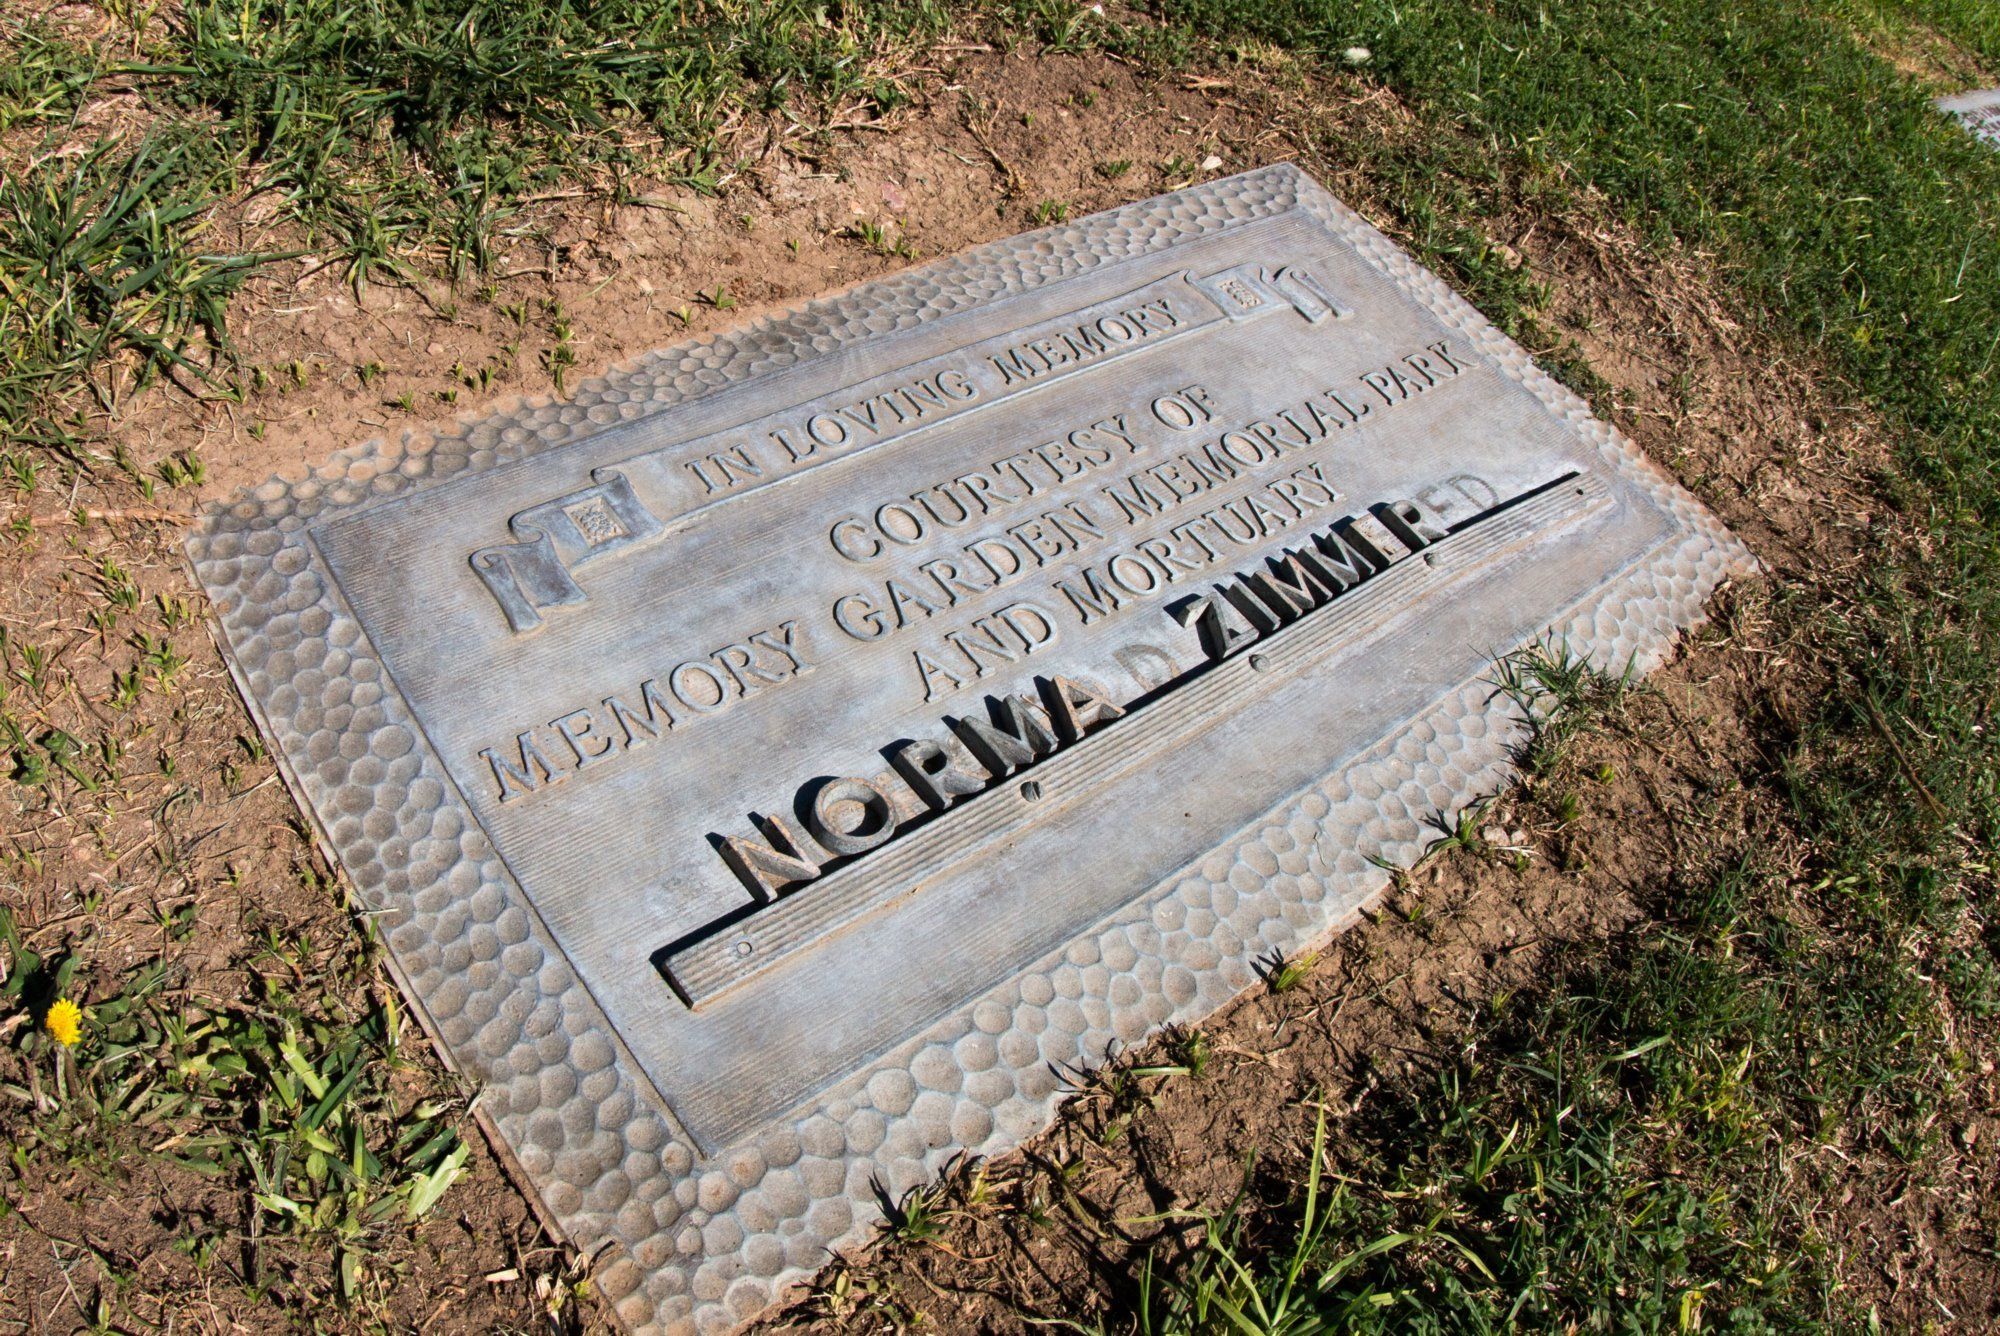 IN LOVING MEMORY
COURTESY OF
MEMORY GARDEN MEMORIAL PARK
AND MORTUARY
NORMA D ZIMMER